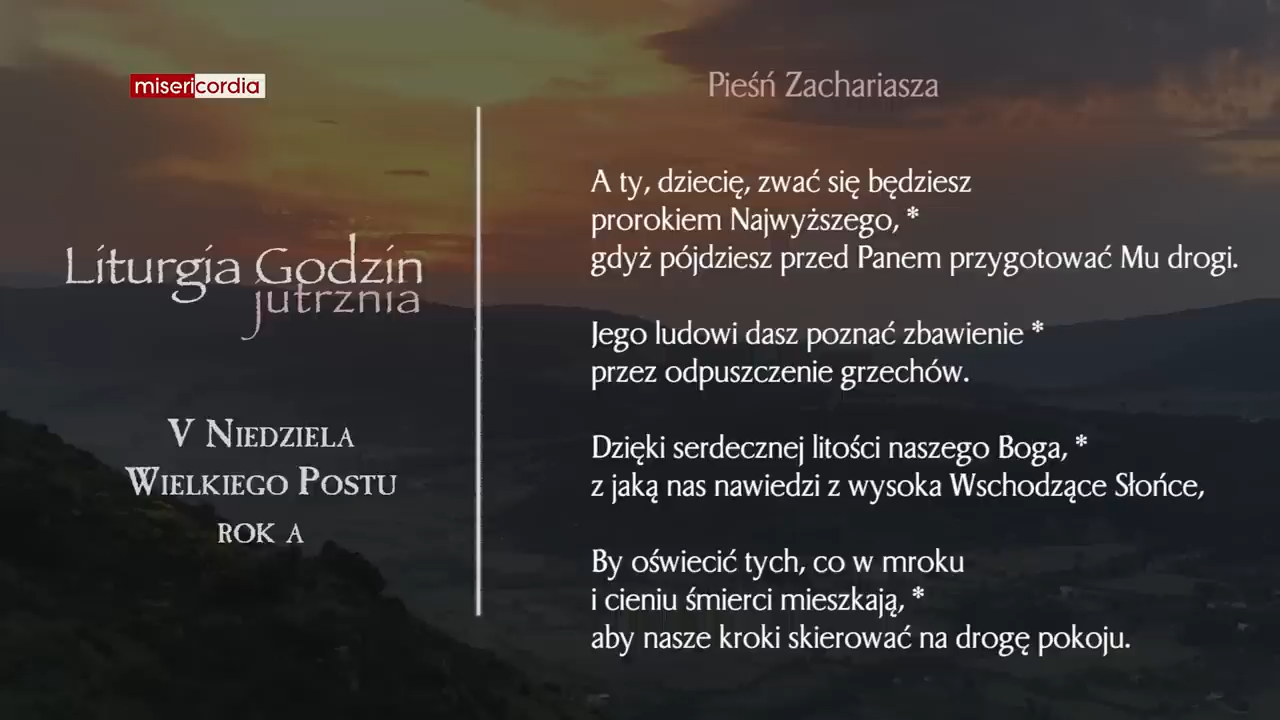 misericordia
Liturgia Godzin
jutrznia
V Niedziela
Wielkiego Postu
rok A
Pieśń Zachariasza
A ty, dziecię, zwać się będziesz
prorokiem Najwyższego, *
gdyż pójdziesz przed Panem przygotować Mu drogi.
Jego ludowi dasz poznać zbawienie *
przez odpuszczenie grzechów.
Dzięki serdecznej litości naszego Boga, *
z jaką nas nawiedzi z wysoka Wschodzące Słońce,
By oświecić tych, co w mroku
i cieniu śmierci mieszkają, *
aby nasze kroki skierować na drogę pokoju.